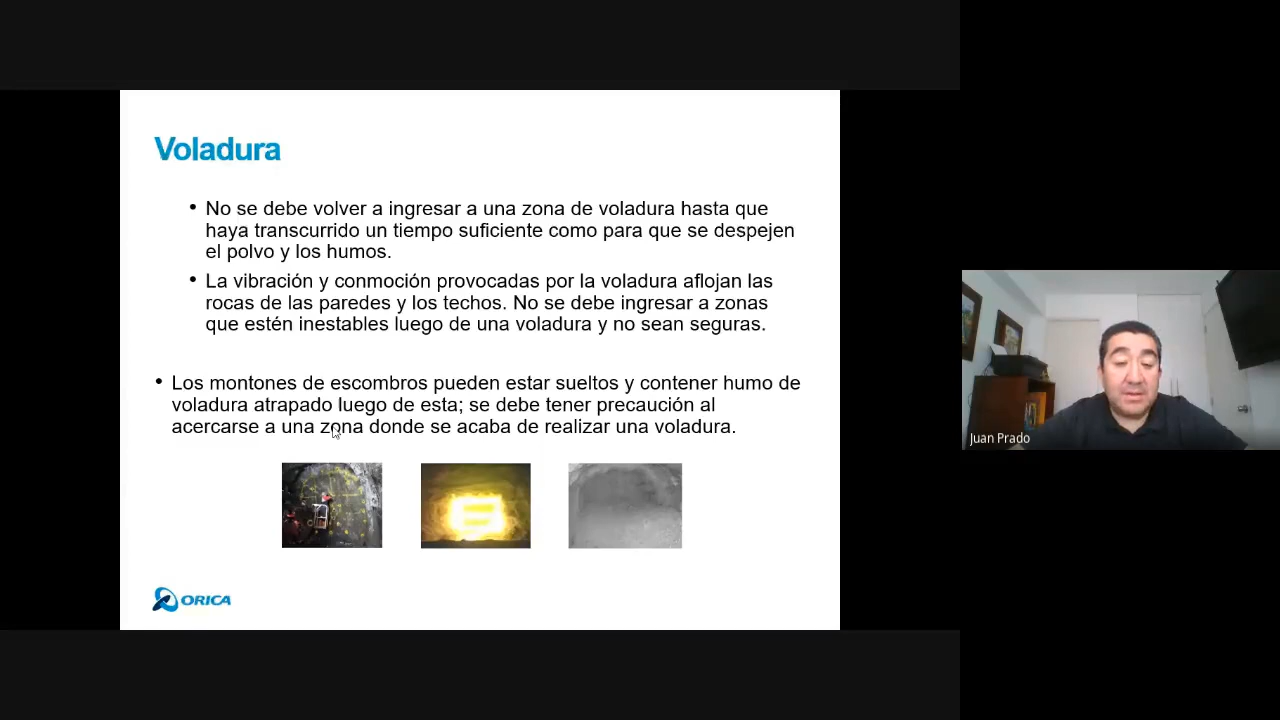 Voladura
• No se debe volver a ingresar a una zona de voladura hasta que
haya transcurrido un tiempo suficiente como para que se despejen
el polvo y los humos.
• La vibración y conmoción provocadas por la voladura aflojan las
rocas de las paredes y los techos. No se debe ingresar a zonas
que estén inestables luego de una voladura y no sean seguras.
• Los montones de escombros pueden estar sueltos y contener humo de
voladura atrapado luego de esta; se debe tener precaución al
acercarse a una zona donde se acaba de realizar una voladura.
ORICA
Juan Prado